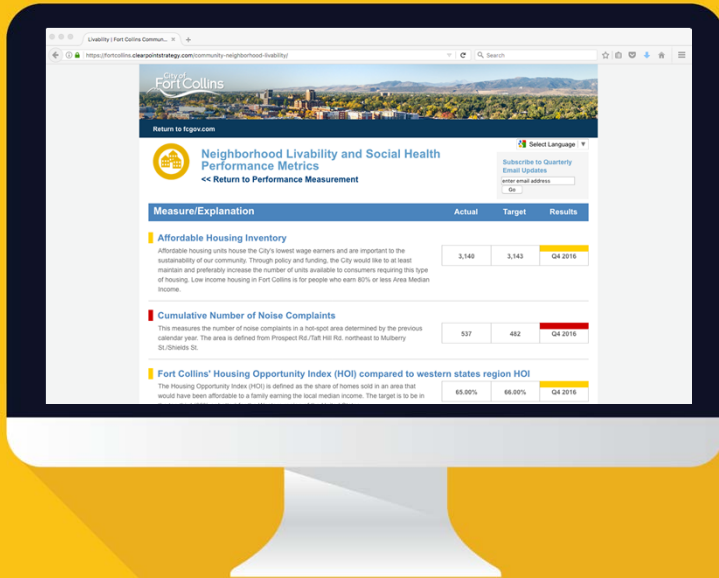 Livability | Fort Collins Commun...
https://fortcollins.clearpointstrategy.com/community-neighborhood-livability/
Search
City of
Fort Collins
Return to fcgov.com
Select Language
Neighborhood Livability and Social Health
Performance Metrics
<< Return to Performance Measurement
Subscribe to Quarterly
Email Updates
enter email address
Go
Measure/Explanation Actual Target Results
Affordable Housing Inventory
Affordable housing units house the City's lowest wage earners and are important to the
sustainability of our community. Through policy and funding, the City would like to at least
maintain and preferably increase the number of units available to consumers requiring this type
of housing. Low income housing in Fort Collins is for people who earn 80% or less Area Median
Income.
3,140 3,143 Q4 2016
Cumulative Number of Noise Complaints
This measures the number of noise complaints in a hot-spot area determined by the previous
calendar year. The area is defined from Prospect Rd./Taft Hill Rd. northeast to Mulberry
St./Shields St.
537 482 Q4 2016
Fort Collins' Housing Opportunity Index (HOI) compared to western states region HOI
The Housing Opportunity Index (HOI) is defined as the share of homes sold in an area that
would have been affordable to a family earning the local median income. The target is to be in
65.00% 66.00% Q4 2016